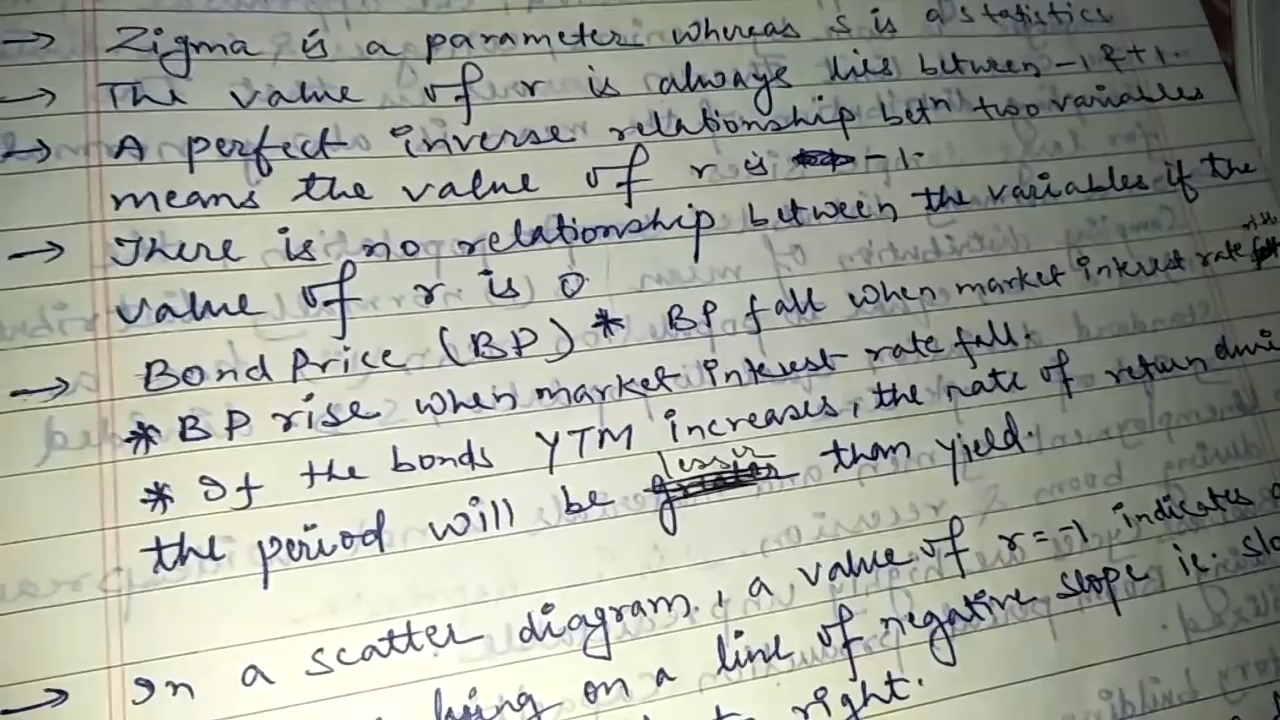 → Zigma is a parameter whereas s is a statistics
→ The value of r is always lies between -1 & +1.
→ A perfect inverse relationship betn two variables
means the value of r is -1.
→ There is no relationship between the variables if the
value of r is 0
→ Bond Price (BP) * BP fall when market interest rate rise
* BP rise when market interest rate fall.
* If the bonds YTM increases, the rate of return
the period will be lesser than yield.
→ In a scatter diagram, a value of r = -1 indicates
lying on a line of negative slope ie.
right.